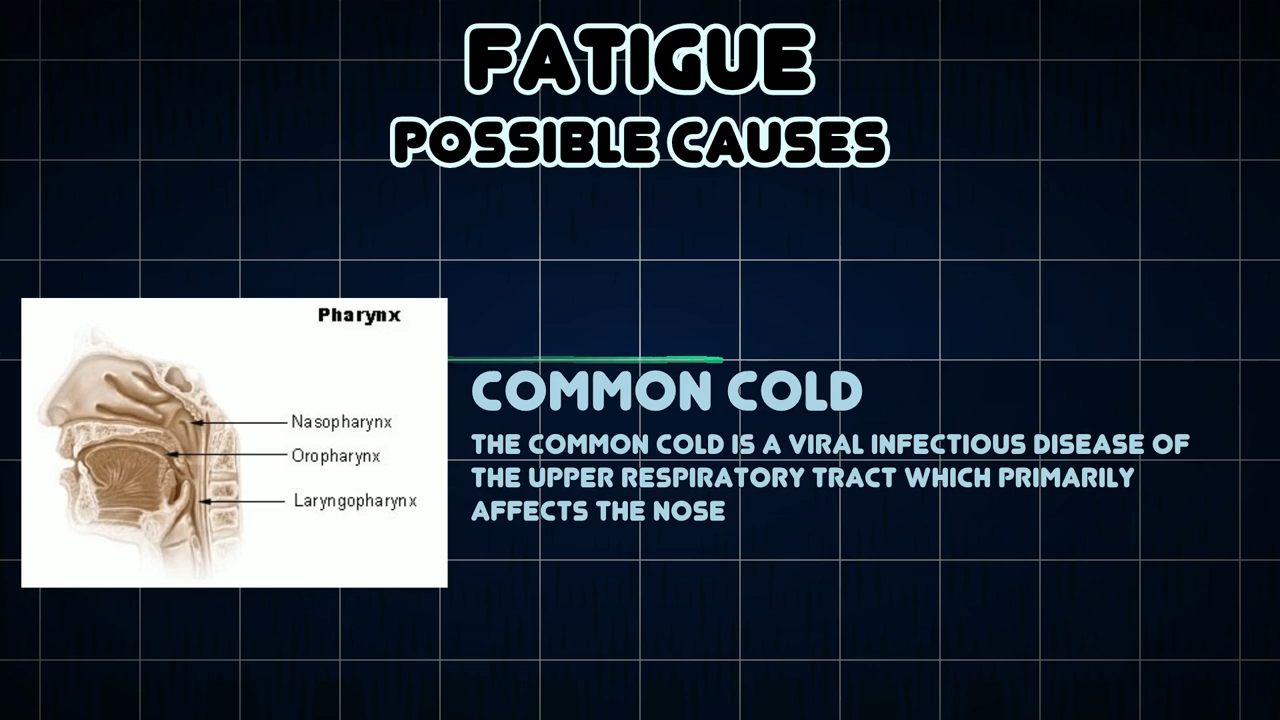 FATIGUE
POSSIBLE CAUSES
Pharynx
Nasopharynx
Oropharynx
Laryngopharynx
COMMON COLD
THE COMMON COLD IS A VIRAL INFECTIOUS DISEASE OF
THE UPPER RESPIRATORY TRACT WHICH PRIMARILY
AFFECTS THE NOSE